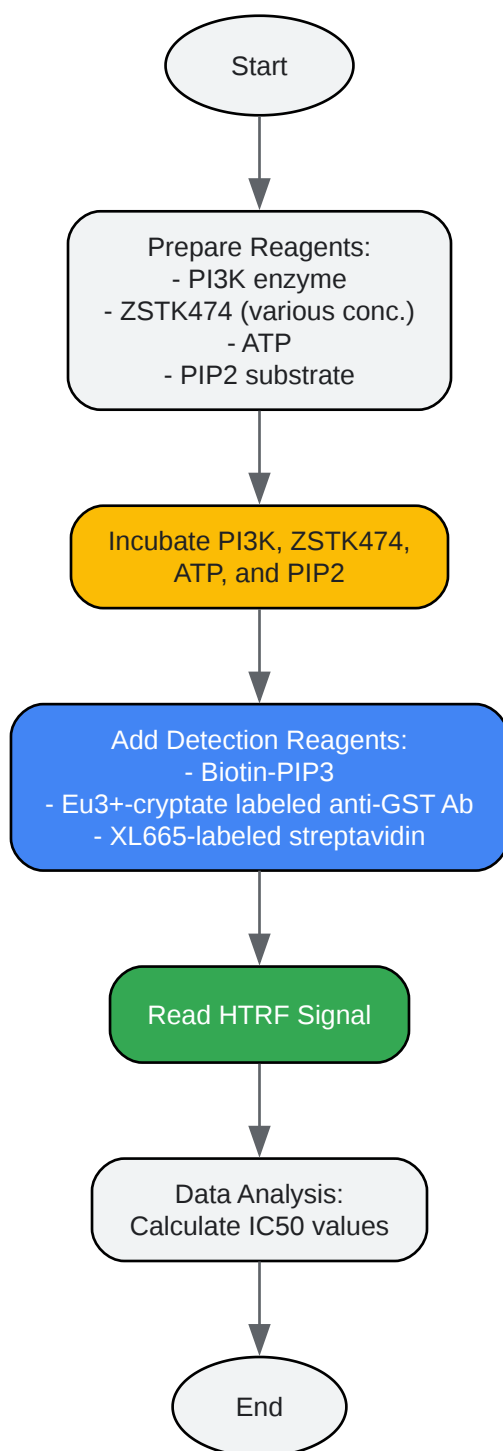 Start
Prepare Reagents:
- PI3K enzyme
- ZSTK474 (various conc.)
- ATP
- PIP2 substrate
Incubate PI3K, ZSTK474,
ATP, and PIP2
Add Detection Reagents:
- Biotin-PIP3
- Eu3+-cryptate labeled anti-GST Ab
- XL665-labeled streptavidin
Read HTRF Signal
Data Analysis:
Calculate IC50 values
End